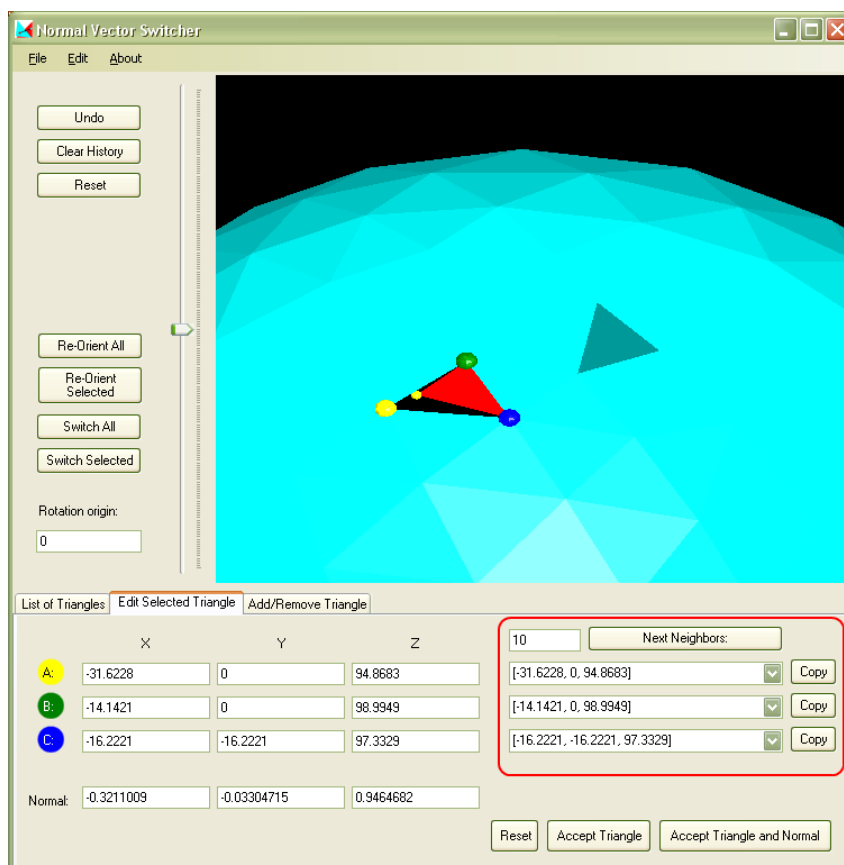 Normal Vector Switcher
File Edit About
Undo
Clear History
Reset
Re-Orient All
Re-Orient
Selected
Switch All
Switch Selected
Rotation origin:
0
List of Triangles Edit Selected Triangle Add/Remove Triangle
X Y Z
10 Next Neighbors:
A: -31.6228 0 94.8683 [-31.6228, 0, 94.8683] Copy
B: -14.1421 0 98.9949 [-14.1421, 0, 98.9949] Copy
C: -16.2221 -16.2221 97.3329 [-16.2221, -16.2221, 97.3329] Copy
Normal: -0.3211009 -0.03304715 0.9464682
Reset Accept Triangle Accept Triangle and Normal